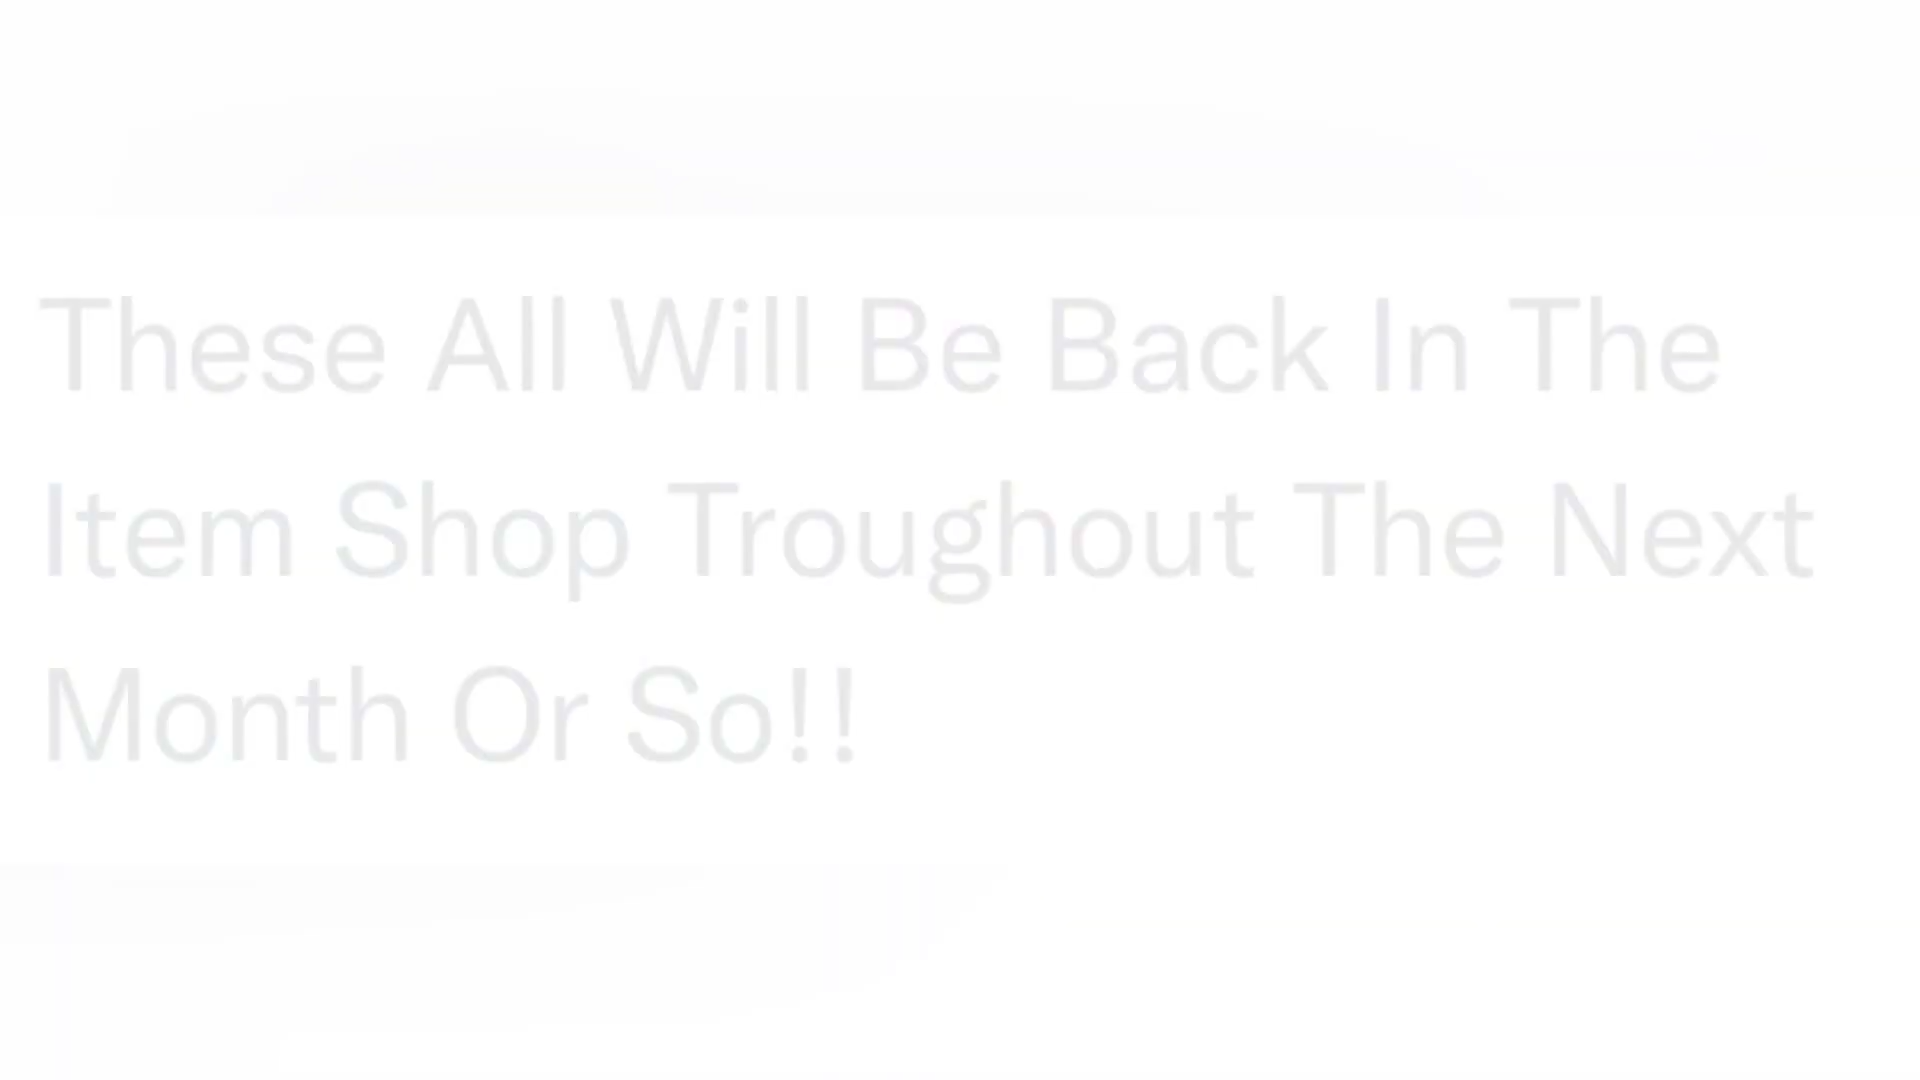 These All Will Be Back In The
Item Shop Troughout The Next
Month Or So!!